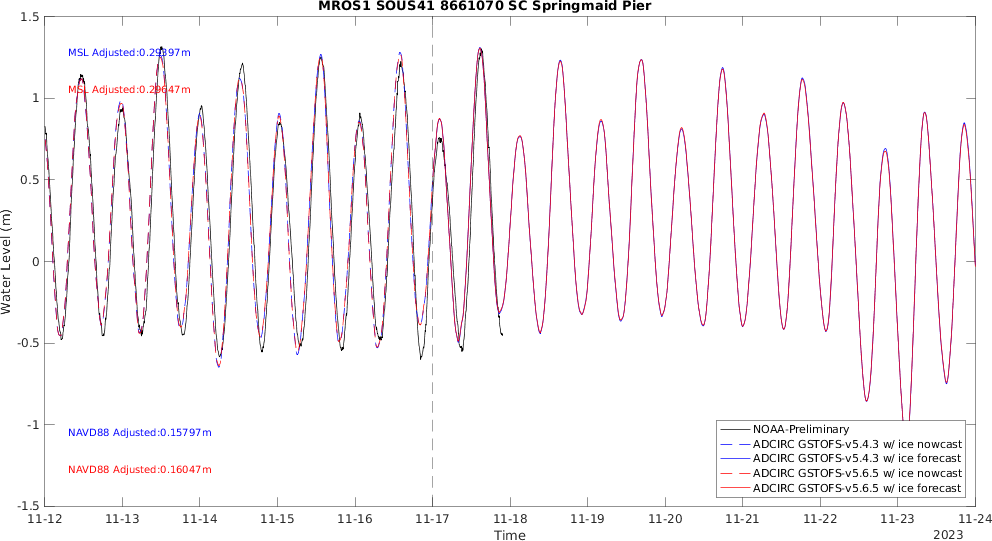 MROS1 SOUS41 8661070 SC Springmaid Pier
1.5
1
0.5
0
-0.5
-1
-1.5
Water Level (m)
MSL Adjusted:0.29397m
MSL Adjusted:0.29647m
NAVD88 Adjusted:0.15797m
NAVD88 Adjusted:0.16047m
NOAA-Preliminary
ADCIRC GSTOFS-v5.4.3 w/ ice nowcast
ADCIRC GSTOFS-v5.4.3 w/ ice forecast
ADCIRC GSTOFS-v5.6.5 w/ ice nowcast
ADCIRC GSTOFS-v5.6.5 w/ ice forecast
11-12 11-13 11-14 11-15 11-16 11-17 11-18 11-19 11-20 11-21 11-22 11-23 11-24
Time
2023